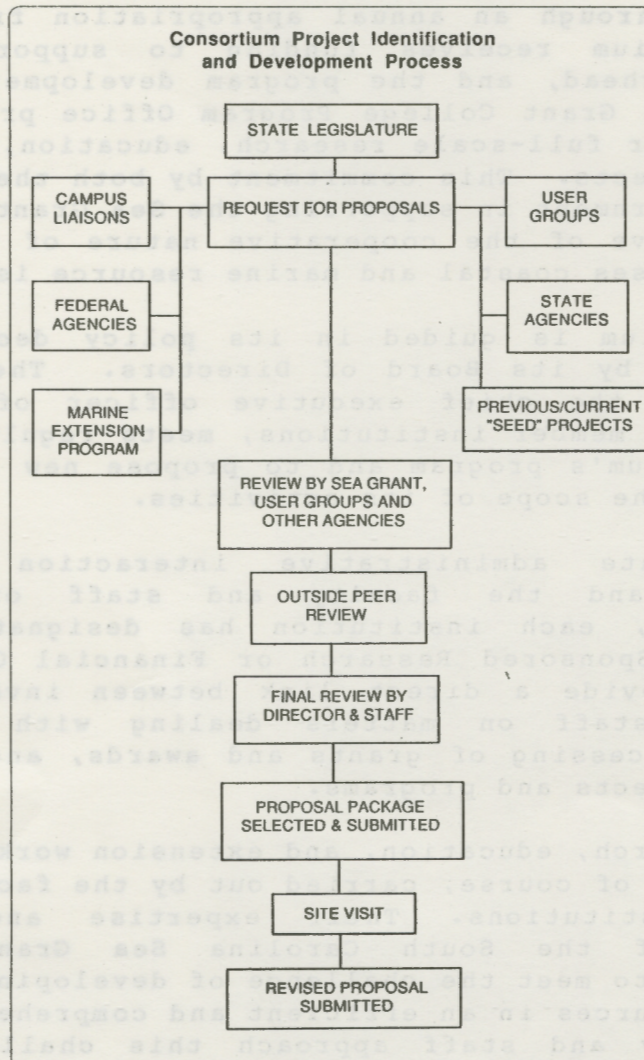 Consortium Project Identification
and Development Process
STATE LEGISLATURE
CAMPUS
LIAISONS
REQUEST FOR PROPOSALS
USER
GROUPS
FEDERAL
AGENCIES
STATE
AGENCIES
MARINE
EXTENSION
PROGRAM
PREVIOUS/CURRENT
"SEED" PROJECTS
REVIEW BY SEA GRANT,
USER GROUPS AND
OTHER AGENCIES
OUTSIDE PEER
REVIEW
FINAL REVIEW BY
DIRECTOR & STAFF
PROPOSAL PACKAGE
SELECTED & SUBMITTED
SITE VISIT
REVISED PROPOSAL
SUBMITTED